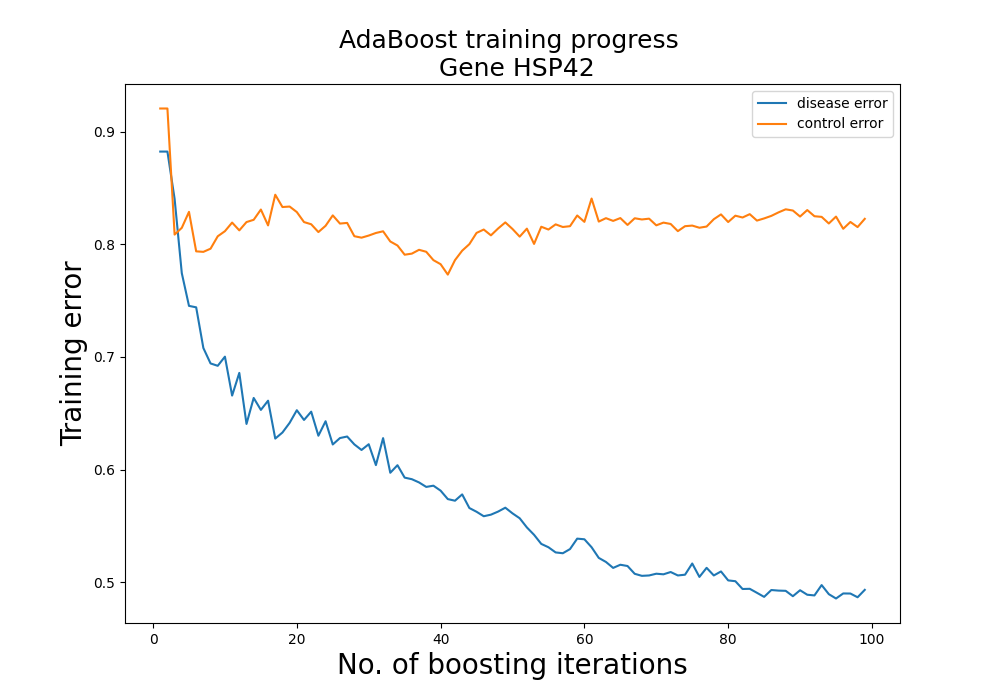 AdaBoost training progress
Gene HSP42
disease error
control error
Training error
0.9
0.8
0.7
0.6
0.5
0 20 40 60 80 100
No. of boosting iterations